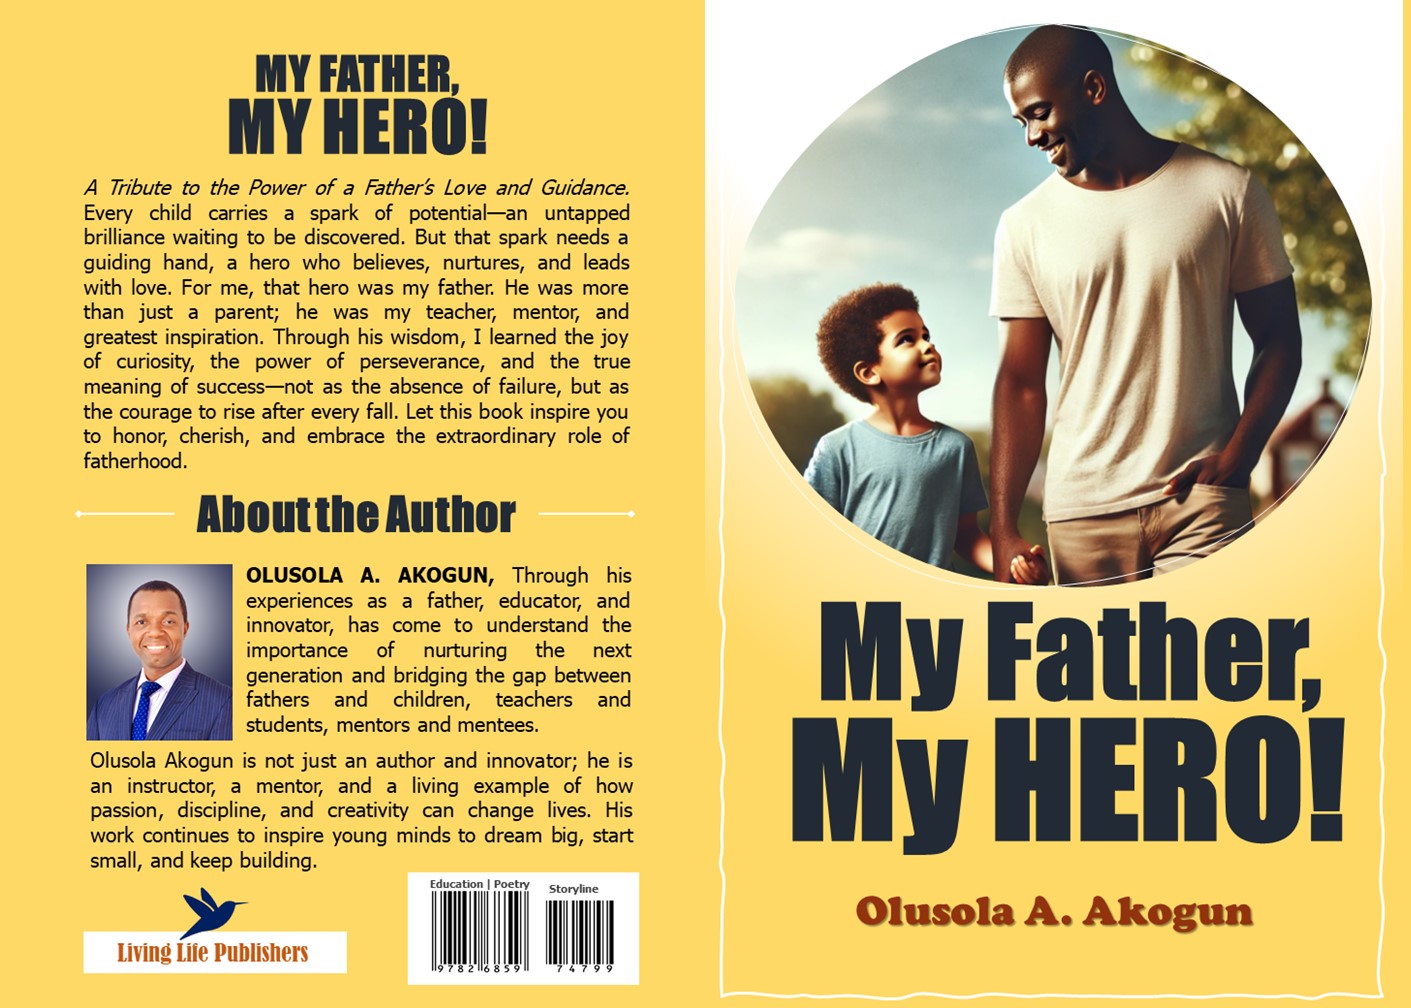 MY FATHER,
MY HERO!
A Tribute to the Power of a Father's Love and Guidance.
Every child carries a spark of potential—an untapped
brilliance waiting to be discovered. But that spark needs a
guiding hand, a hero who believes, nurtures, and leads
with love. For me, that hero was my father. He was more
than just a parent; he was my teacher, mentor, and
greatest inspiration. Through his wisdom, I learned the joy
of curiosity, the power of perseverance, and the true
meaning of success—not as the absence of failure, but as
the courage to rise after every fall. Let this book inspire you
to honor, cherish, and embrace the extraordinary role of
fatherhood.
About the Author
OLUSOLA A. AKOGUN, Through his
experiences as a father, educator, and
innovator, has come to understand the
importance of nurturing the next
generation and bridging the gap between
fathers and children, teachers and
students, mentors and mentees.
Olusola Akogun is not just an author and innovator; he is
an instructor, a mentor, and a living example of how
passion, discipline, and creativity can change lives. His
work continues to inspire young minds to dream big, start
small, and keep building.
Living Life Publishers
Education | Poetry
Storyline
9782 6859
74799
My Father,
My HERO!
Olusola A. Akogun